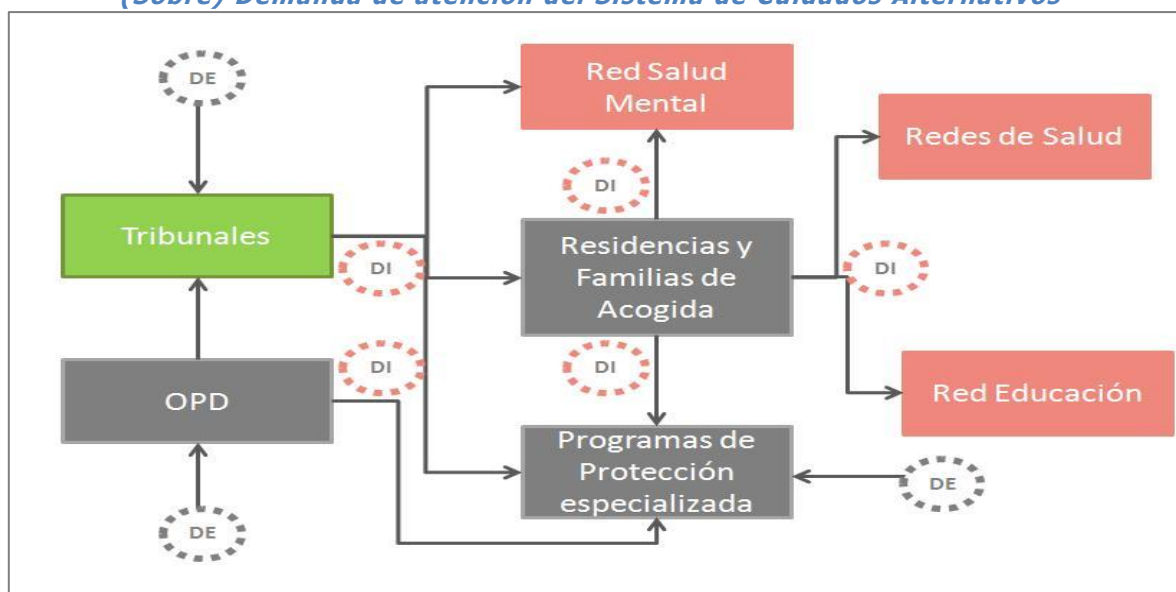 (Sobre) Demanda de atención del Sistema de Cuidados Alternativos
DE
Red Salud
Mental
Redes de Salud
DI
Tribunales
DI
Residencias y
Familias de
Acogida
DI
OPD
DI
DI
Red Educación
Programas de
Protección
especializada
DE
DE